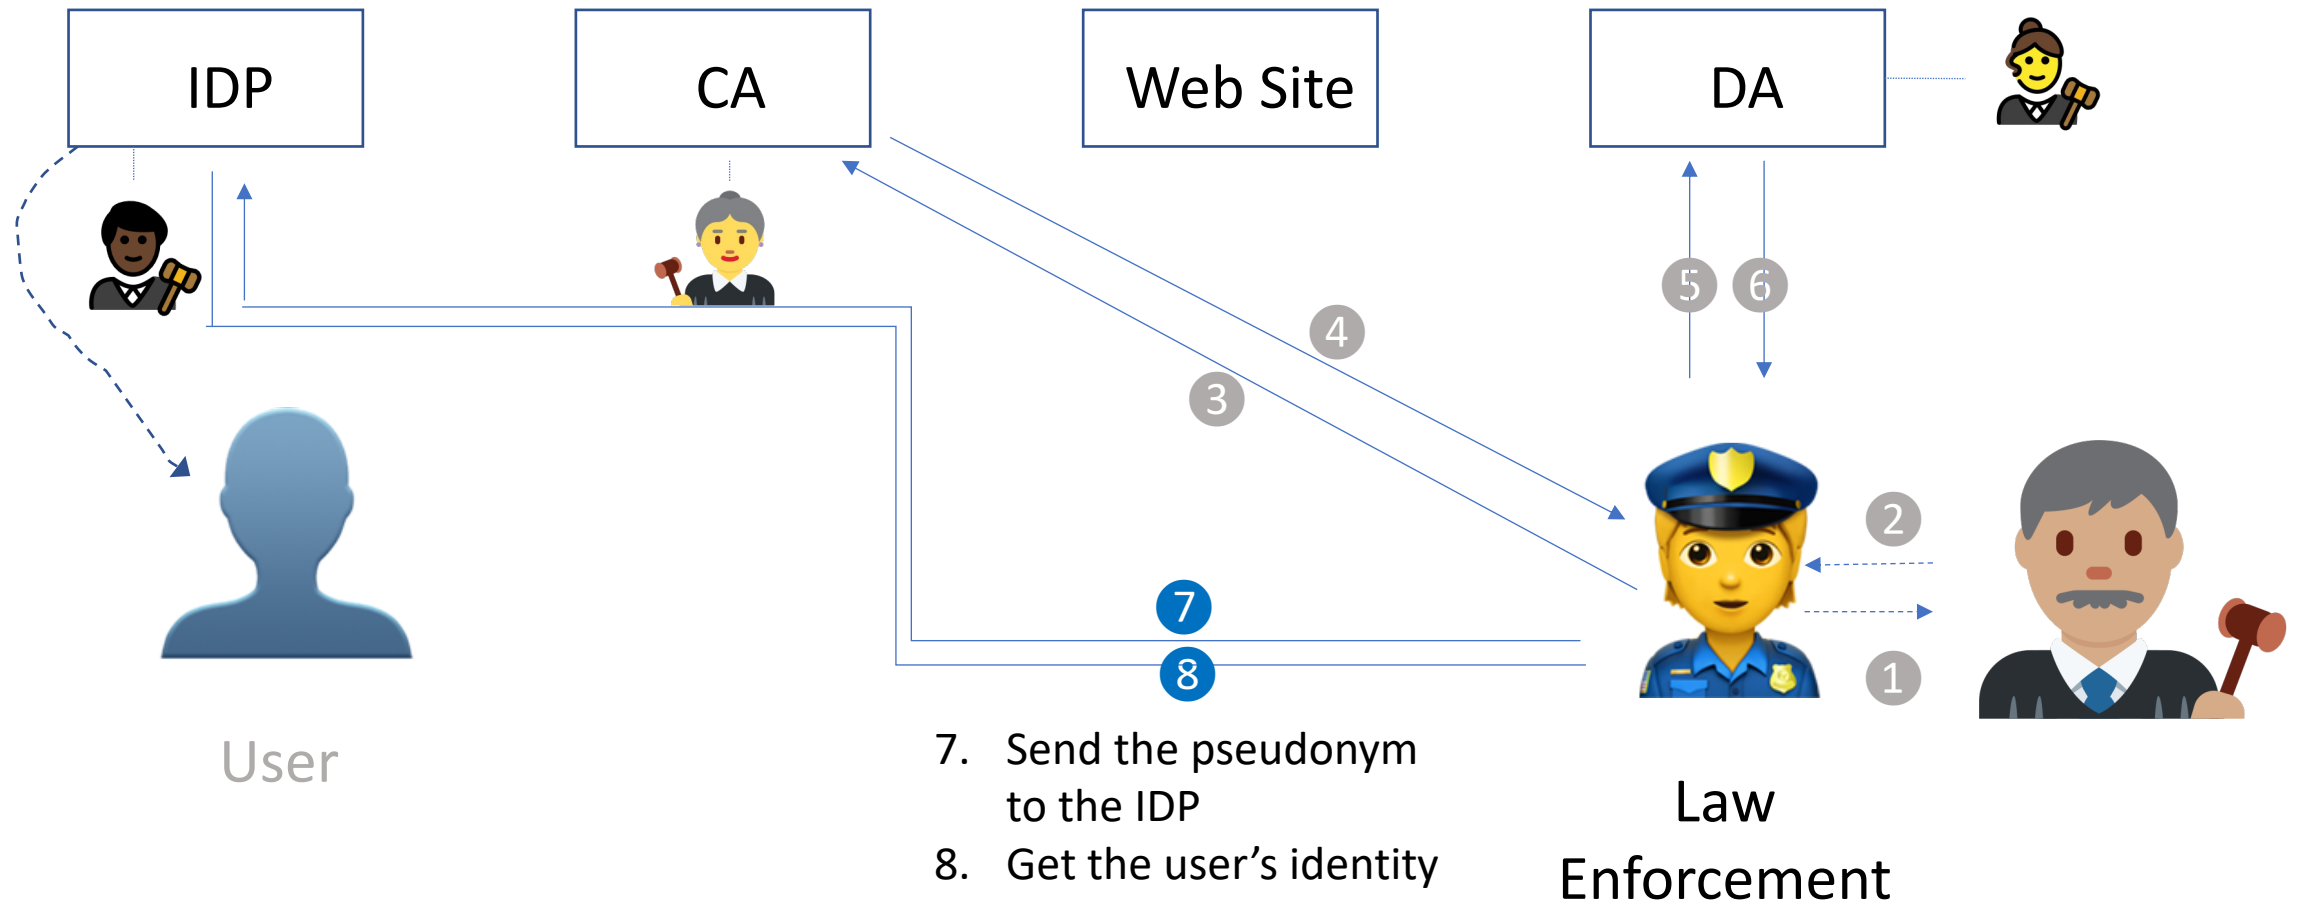 IDP
CA
Web Site
DA
5
6
4
3
2
7
8
1
User
7. Send the pseudonym
to the IDP
8. Get the user’s identity
Law
Enforcement